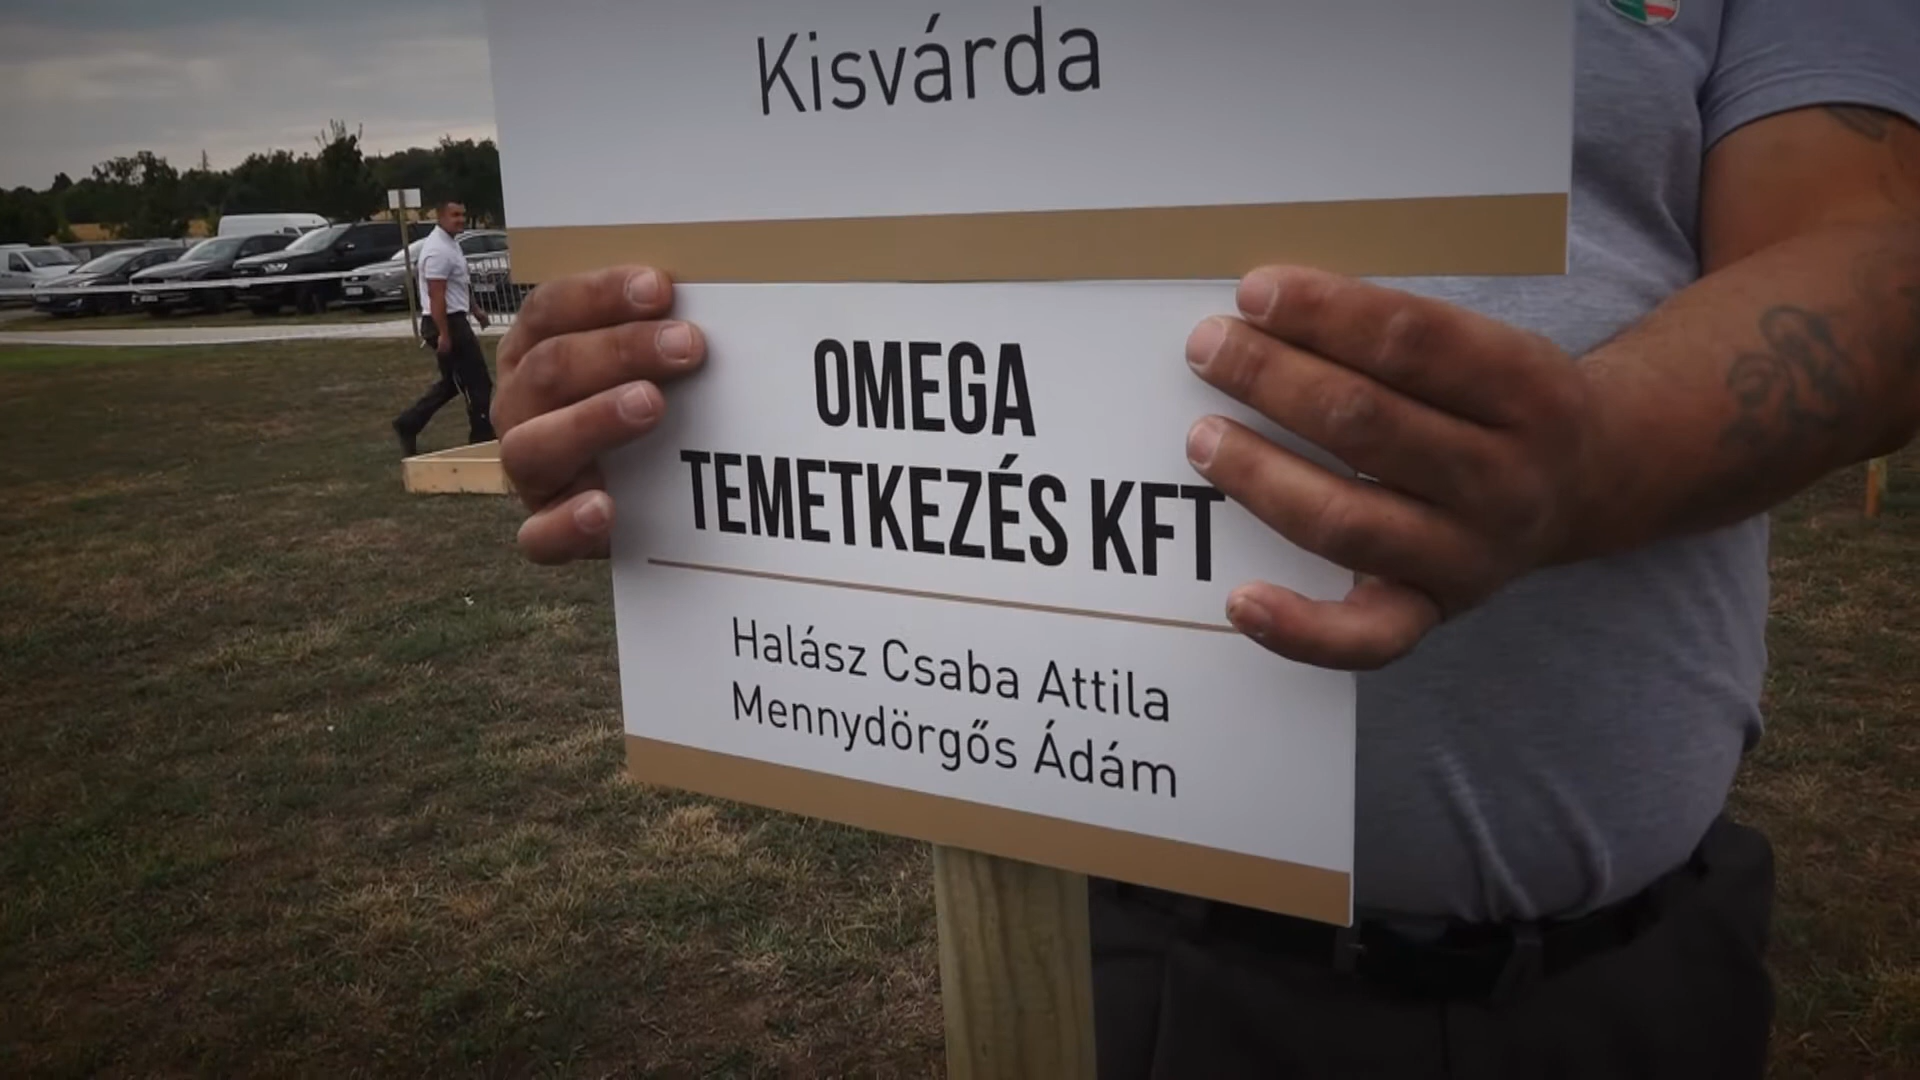 Kisvárda
OMEGA
TEMETKEZÉS KFT
Halász Csaba Attila
Mennydörgős Ádám